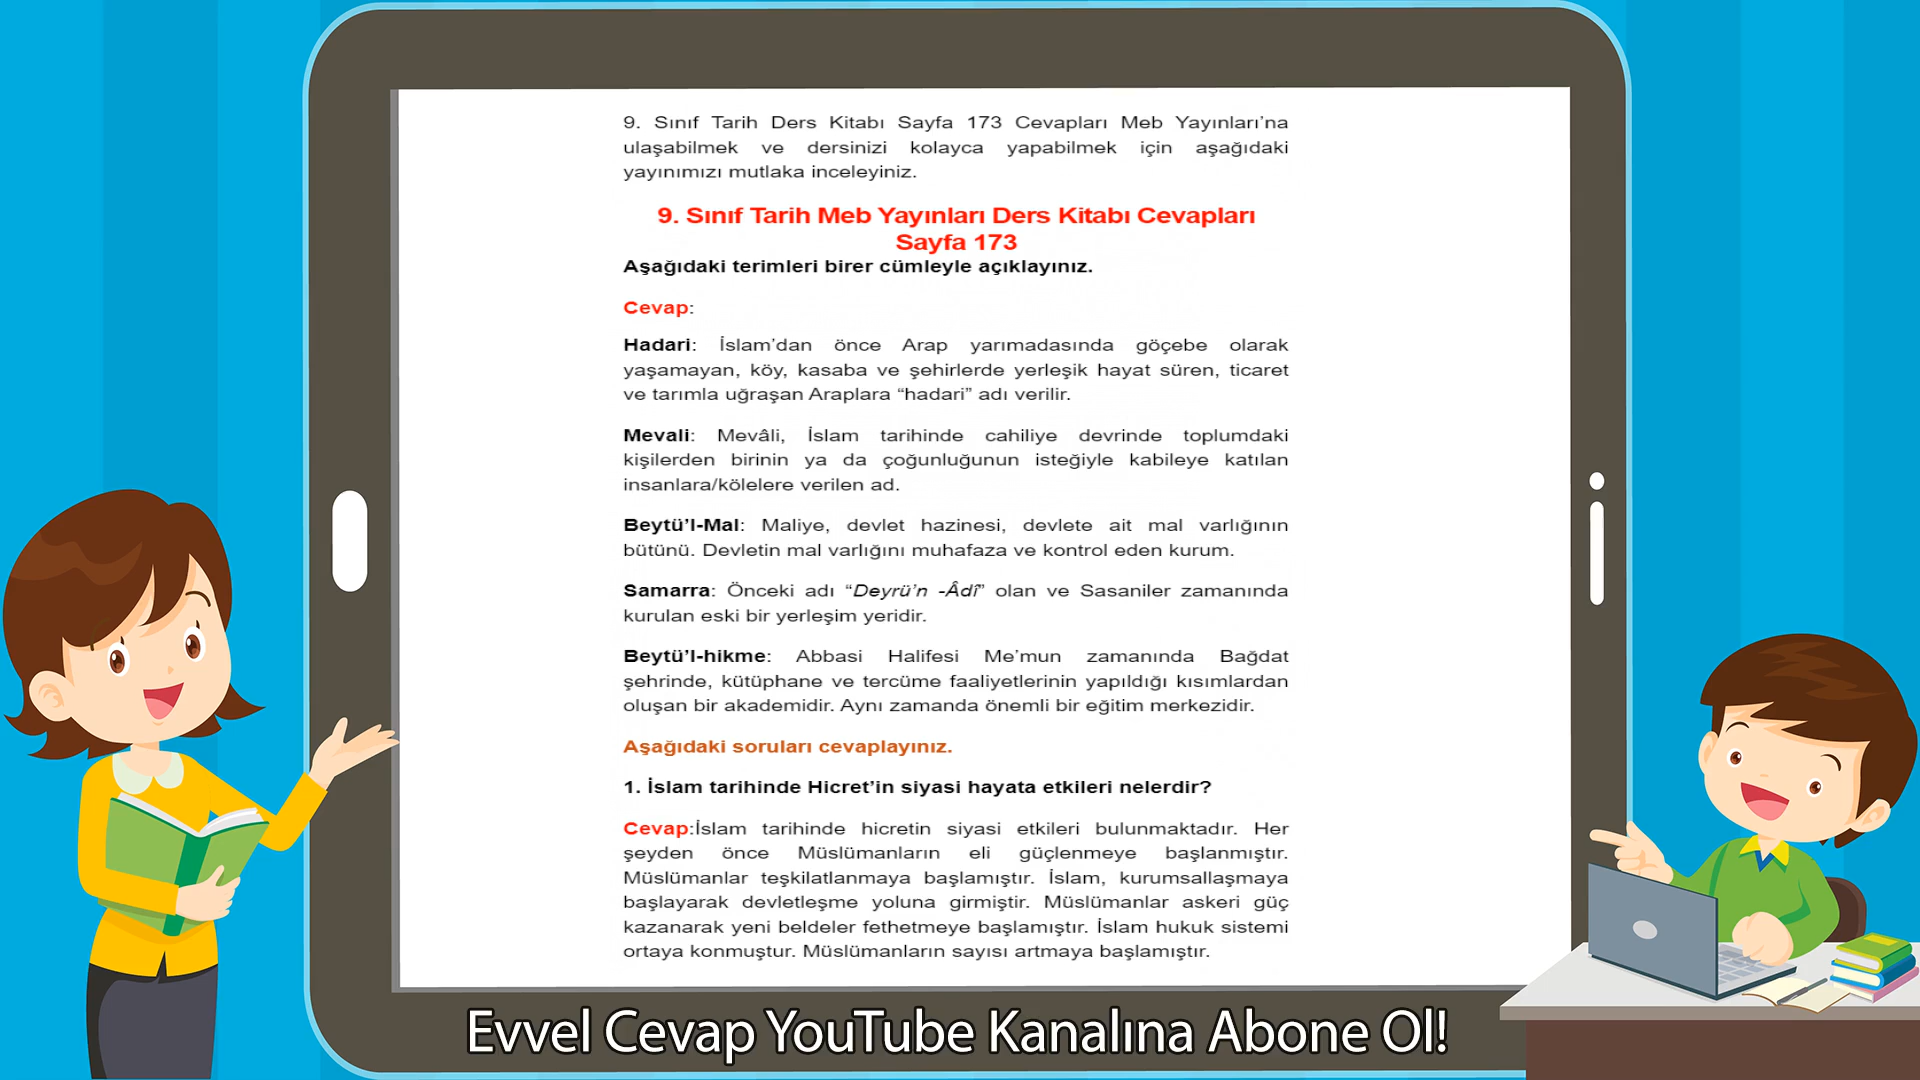 9. Sınıf Tarih Ders Kitabı Sayfa 173 Cevapları Meb Yayınları’na
ulaşabilmek ve dersinizi kolayca yapabilmek için aşağıdaki
yayınımızı mutlaka inceleyiniz.
9. Sınıf Tarih Meb Yayınları Ders Kitabı Cevapları
Sayfa 173
Aşağıdaki terimleri birer cümleyle açıklayınız.
Cevap:
Hadari: İslam’dan önce Arap yarımadasında göçebe olarak
yaşamayan, köy, kasaba ve şehirlerde yerleşik hayat süren, ticaret
ve tarımla uğraşan Araplara “hadari” adı verilir.
Mevali: Mevâli, İslam tarihinde cahiliye devrinde toplumdaki
kişilerden birinin ya da çoğunluğunun isteğiyle kabileye katılan
insanlara/kölelere verilen ad.
Beytü’l-Mal: Maliye, devlet hazinesi, devlete ait mal varlığının
bütünü. Devletin mal varlığını muhafaza ve kontrol eden kurum.
Samarra: Önceki adı “Deyrü’n -Âdî” olan ve Sasaniler zamanında
kurulan eski bir yerleşim yeridir.
Beytü’l-hikme: Abbasi Halifesi Me’mun zamanında Bağdat
şehrinde, kütüphane ve tercüme faaliyetlerinin yapıldığı kısımlardan
oluşan bir akademidir. Aynı zamanda önemli bir eğitim merkezidir.
Aşağıdaki soruları cevaplayınız.
1. İslam tarihinde Hicret’in siyasi hayata etkileri nelerdir?
Cevap:İslam tarihinde hicretin siyasi etkileri bulunmaktadır. Her
şeyden önce Müslümanların eli güçlenmeye başlanmıştır.
Müslümanlar teşkilatlanmaya başlamıştır. İslam, kurumsallaşmaya
başlayarak devletleşme yoluna girmiştir. Müslümanlar askeri güç
kazanarak yeni beldeler fethetmeye başlamıştır. İslam hukuk sistemi
ortaya konmuştur. Müslümanların sayısı artmaya başlamıştır.
Evvel Cevap YouTube Kanalına Abone Ol!